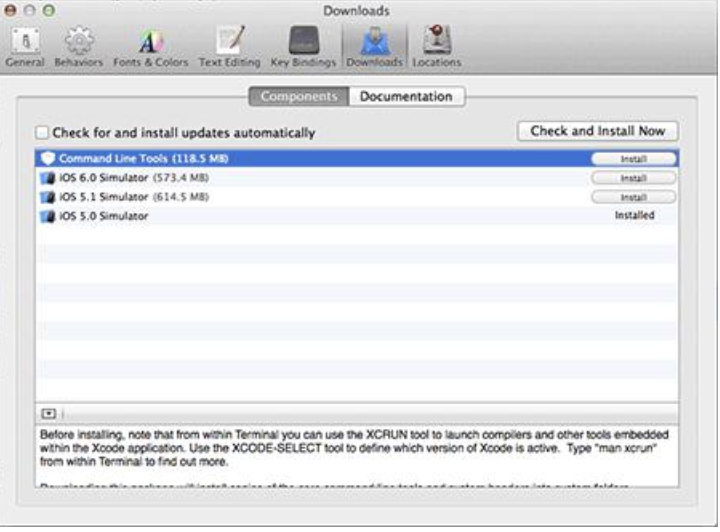 Downloads
General Behaviors Fonts & Colors Text Editing Key Bindings Downloads Locations
Components Documentation
Check for and install updates automatically Check and Install Now
Command Line Tools (118.5 MB) Install
iOS 6.0 Simulator (573.4 MB) Install
iOS 5.1 Simulator (614.5 MB) Install
iOS 5.0 Simulator Installed
Before installing, note that from within Terminal you can use the XCRUN tool to launch compilers and other tools embedded
within the Xcode application. Use the XCODE-SELECT tool to define which version of Xcode is active. Type "man xcrun"
from within Terminal to find out more.